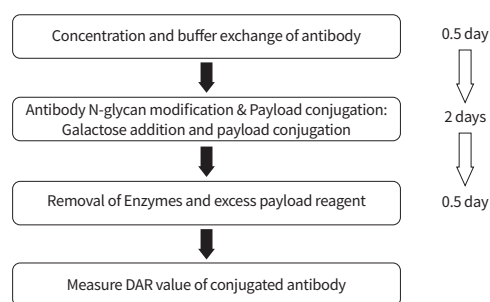 Concentration and buffer exchange of antibody
0.5 day
Antibody N-glycan modification & Payload conjugation:
Galactose addition and payload conjugation
2 days
Removal of Enzymes and excess payload reagent
0.5 day
Measure DAR value of conjugated antibody